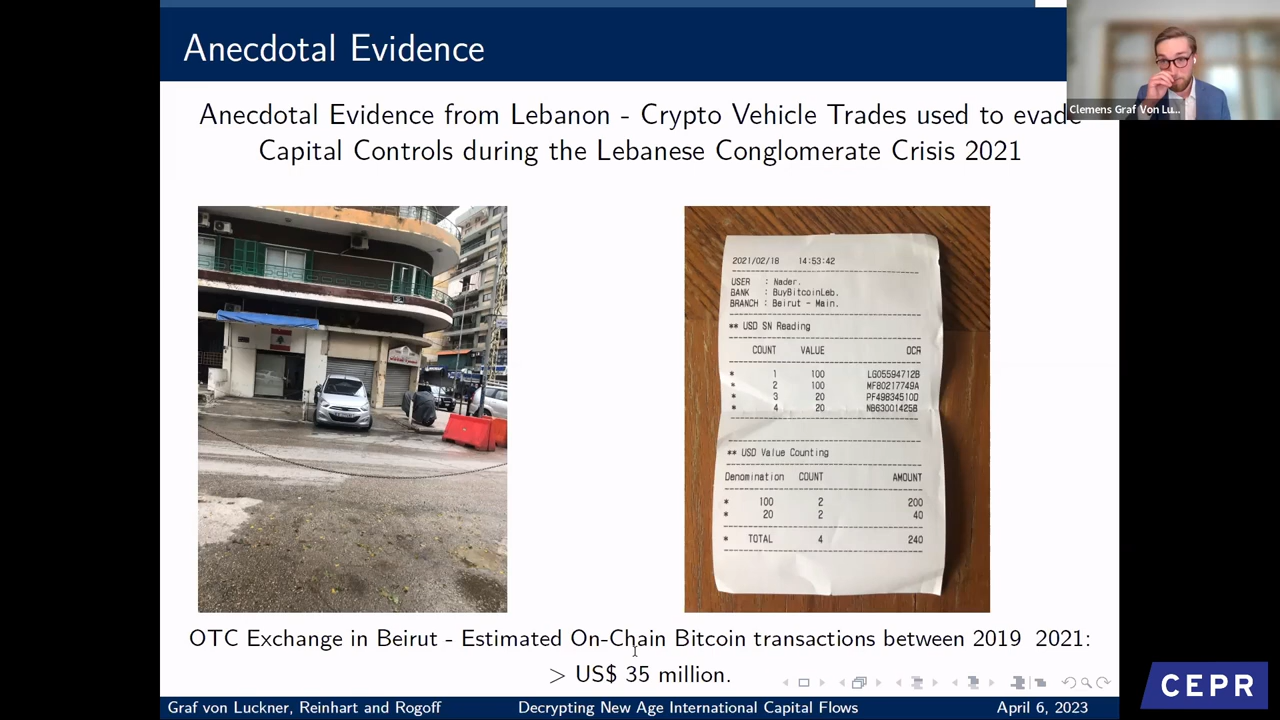 Anecdotal Evidence
Clemens Graf Von Lu...
Anecdotal Evidence from Lebanon - Crypto Vehicle Trades used to evade
Capital Controls during the Lebanese Conglomerate Crisis 2021
2021/02/18 14:53:42
USER : Nader.
BANK : BuyBitcoinLeb.
BRANCH : Beirut - Main.
** USD SN Reading
COUNT VALUE OCR
* 1 100 LG05594712B
* 2 100 MF80217749A
* 3 20 PF49834510D
* 4 20 NB63001425B
** USD Value Counting
Denomination COUNT AMOUNT
* 100 2 200
* 20 2 40
* TOTAL 4 240
OTC Exchange in Beirut - Estimated On-Chain Bitcoin transactions between 2019 2021:
> US$ 35 million.
CEPR
Graf von Luckner, Reinhart and Rogoff Decrypting New Age International Capital Flows April 6, 2023